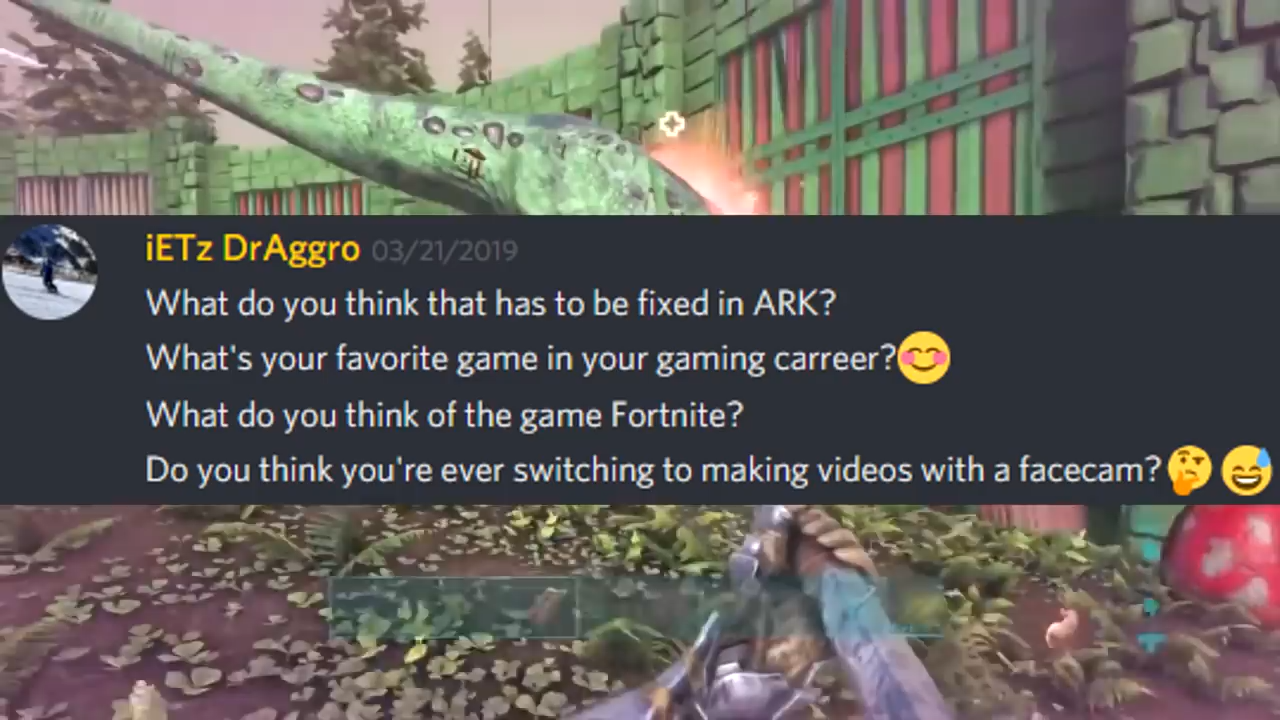 iETz DrAggro 03/21/2019
What do you think that has to be fixed in ARK?
What's your favorite game in your gaming carreer?😊
What do you think of the game Fortnite?
Do you think you're ever switching to making videos with a facecam?🤔😅